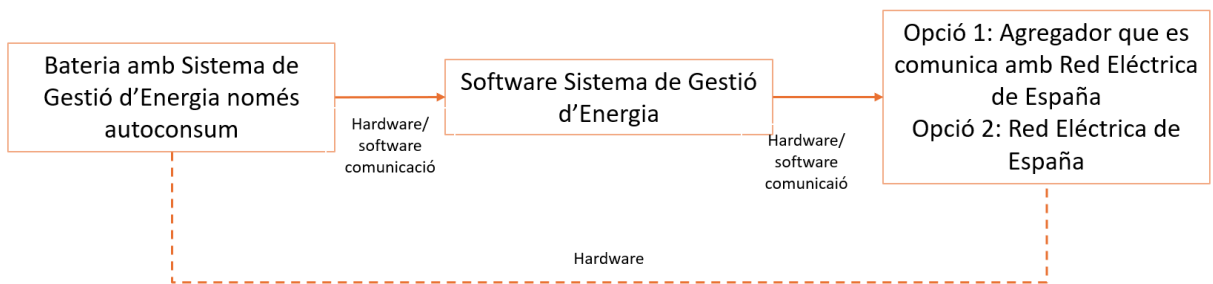 Bateria amb Sistema de
Gestió d'Energia només
autoconsum
Hardware/
software
comunicació
Software Sistema de Gestió
d'Energia
Hardware/
software
comunicaió
Opció 1: Agregador que es
comunica amb Red Eléctrica
de España
Opció 2: Red Eléctrica de
España
Hardware